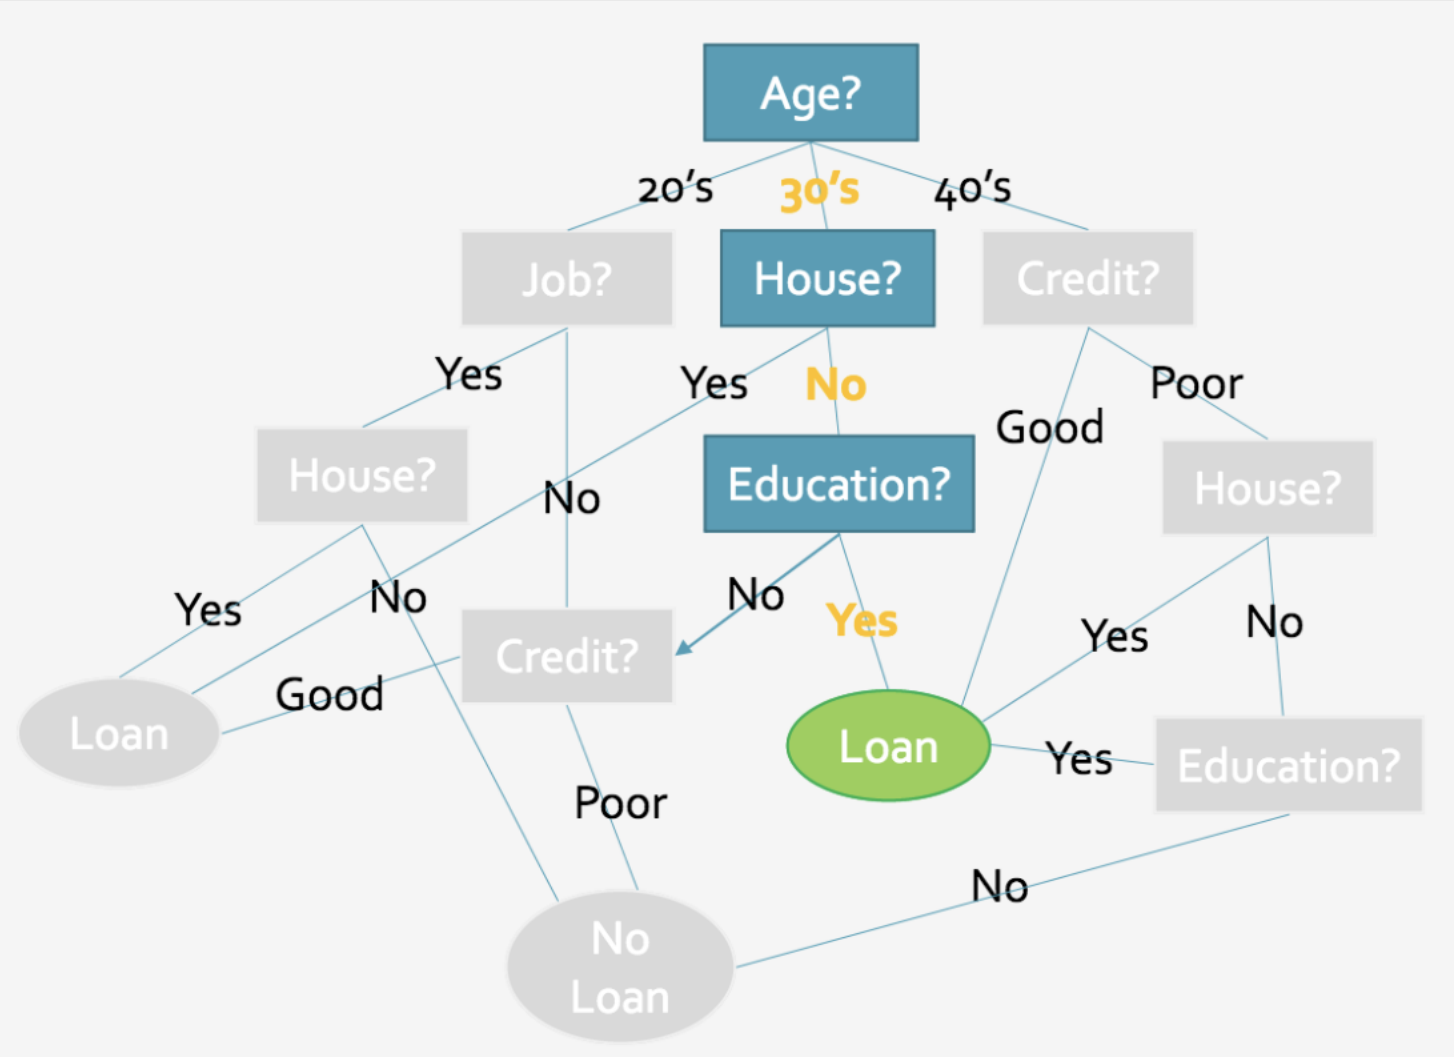 Age?
20's
30's
40's
Job?
House?
Credit?
Yes
Yes
No
Poor
Good
House?
Education?
House?
No
Yes
No
No
Yes
No
Yes
Credit?
Good
Loan
Loan
Yes
Education?
Poor
No
No
Loan